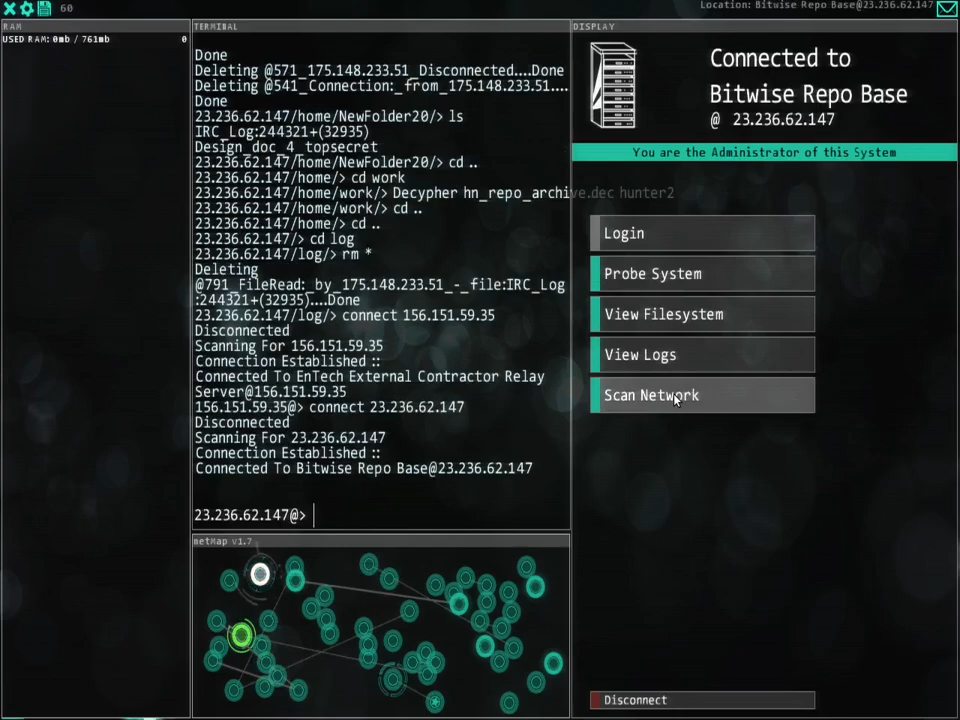 60
Location: Bitwise Repo Base@23.236.62.147
RAM
USED RAM: 0mb / 761mb
0
TERMINAL
Done
Deleting @571_175.148.233.51_Disconnected....Done
Deleting @541_Connection:_from_175.148.233.51....
Done
23.236.62.147/home/NewFolder20/> ls
IRC_Log:244321+(32935)
Design_doc_4_topsecret
23.236.62.147/home/NewFolder20/> cd ..
23.236.62.147/home/> cd work
23.236.62.147/home/work/> Decypher hn_repo_archive.dec hunter2
23.236.62.147/home/work/> cd ..
23.236.62.147/home/> cd ..
23.236.62.147/> cd log
23.236.62.147/log/> rm *
Deleting
@791_FileRead:_by_175.148.233.51_-_file:IRC_Log
:244321+(32935)....Done
23.236.62.147/log/> connect 156.151.59.35
Disconnected
Scanning For 156.151.59.35
Connection Established ::
Connected To EnTech External Contractor Relay
Server@156.151.59.35
156.151.59.35@> connect 23.236.62.147
Disconnected
Scanning For 23.236.62.147
Connection Established ::
Connected To Bitwise Repo Base@23.236.62.147
23.236.62.147@>
netMap v1.7
DISPLAY
Connected to
Bitwise Repo Base
@ 23.236.62.147
You are the Administrator of this System
Login
Probe System
View Filesystem
View Logs
Scan Network
Disconnect